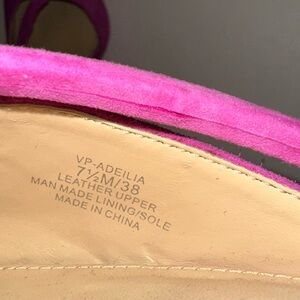 VP-ADEILIA
7½M/38
LEATHER UPPER
MAN MADE LINING/SOLE
MADE IN CHINA